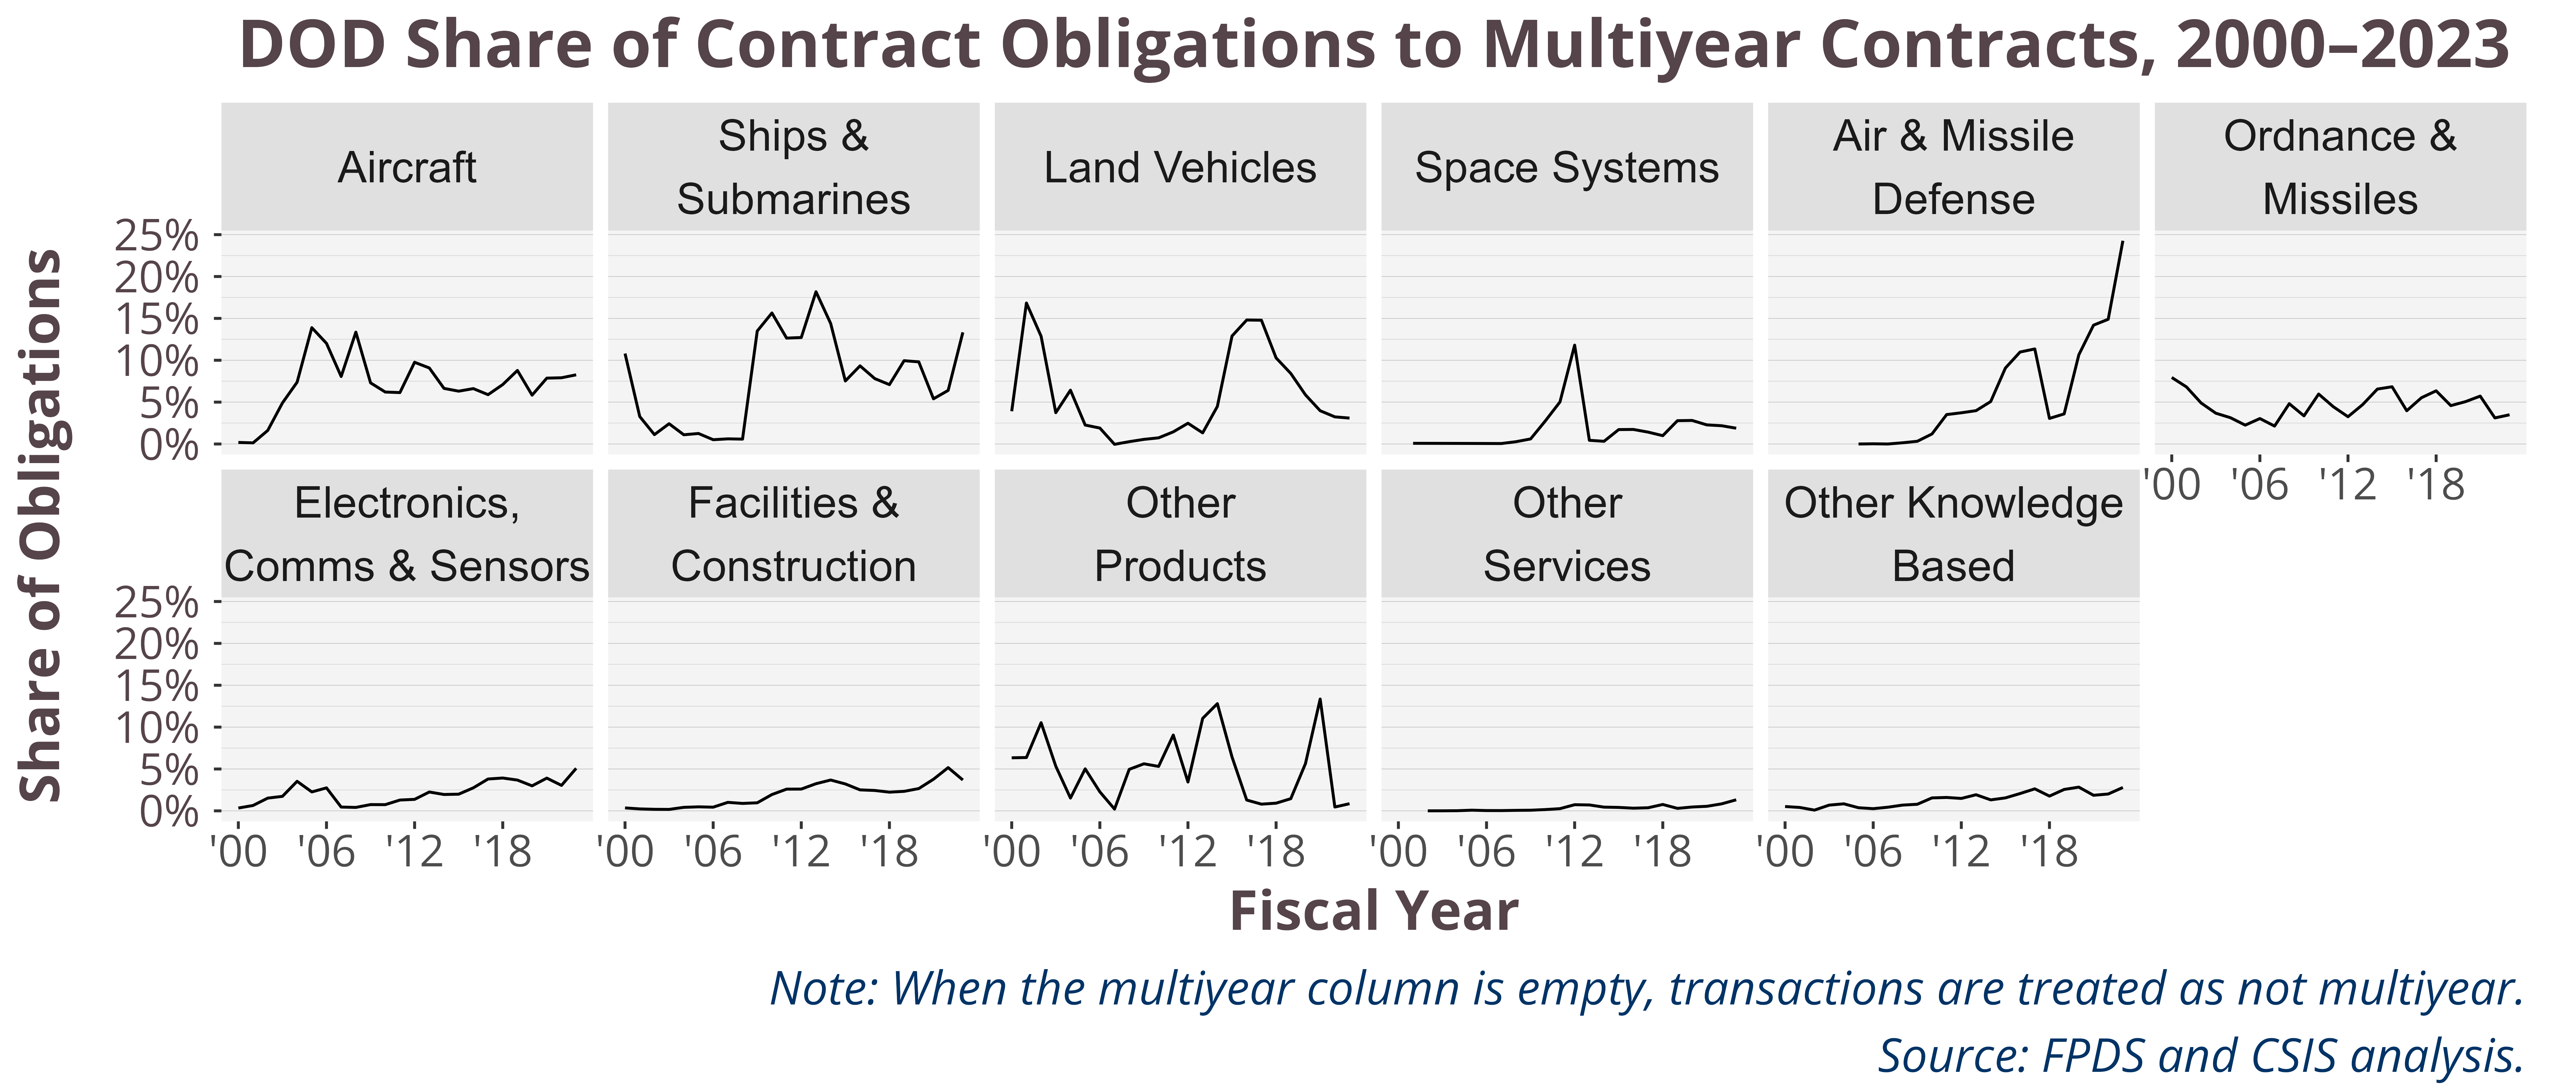 DOD Share of Contract Obligations to Multiyear Contracts, 2000–2023
Share of Obligations
Aircraft
Ships &
Submarines
Land Vehicles
Space Systems
Air & Missile
Defense
Ordnance &
Missiles
25%
20%
15%
10%
5%
0%
'00 '06 '12 '18
Electronics,
Comms & Sensors
Facilities &
Construction
Other
Products
Other
Services
Other Knowledge
Based
25%
20%
15%
10%
5%
0%
'00 '06 '12 '18 '00 '06 '12 '18 '00 '06 '12 '18 '00 '06 '12 '18 '00 '06 '12 '18
Fiscal Year
Note: When the multiyear column is empty, transactions are treated as not multiyear.
Source: FPDS and CSIS analysis.